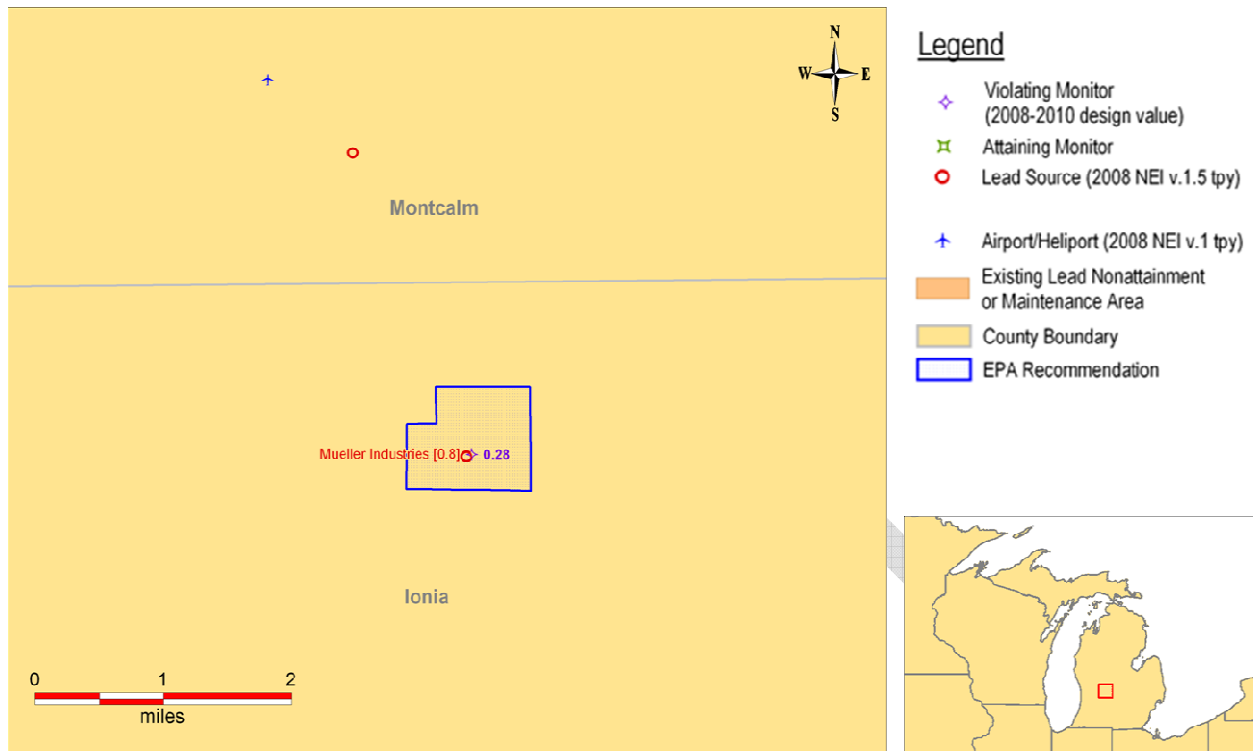 N
W E
S
Montcalm
Mueller Industries [0.8] 0.28
Ionia
0 1 2
miles
Legend
Violating Monitor
(2008-2010 design value)
Attaining Monitor
Lead Source (2008 NEI v.1.5 tpy)
Airport/Heliport (2008 NEI v.1 tpy)
Existing Lead Nonattainment
or Maintenance Area
County Boundary
EPA Recommendation